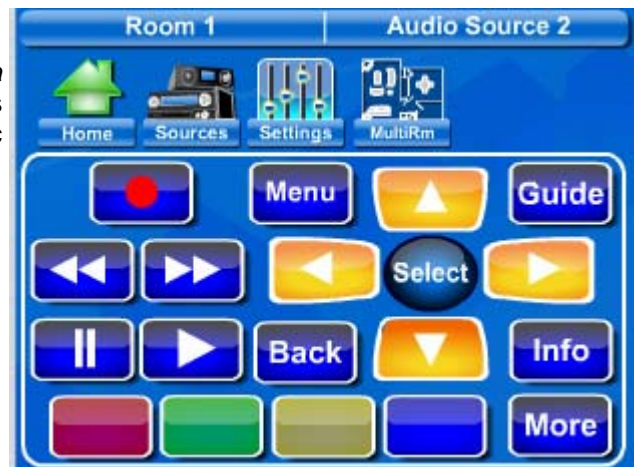 Room 1 Audio Source 2
Home Sources Settings MultiRm
Menu Guide
Select
Back Info
More